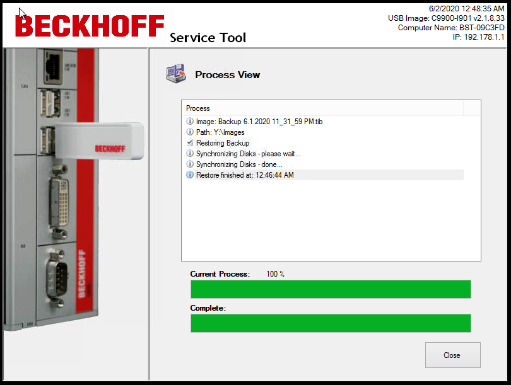 BECKHOFF Service Tool
6/2/2020 12:48:35 AM
USB Image: C9900-I901 v2.1.8.33
Computer Name: BST-09C3FD
IP: 192.178.1.1
Process View
Process
Image: Backup 6.1.2020 11_31_59 PM.tib
Path: Y:\Images
Restoring Backup
Synchronizing Disks - please wait...
Synchronizing Disks - done...
Restore finished at: 12:46:44 AM
BECKHOFF
Current Process: 100 %
Complete:
Close